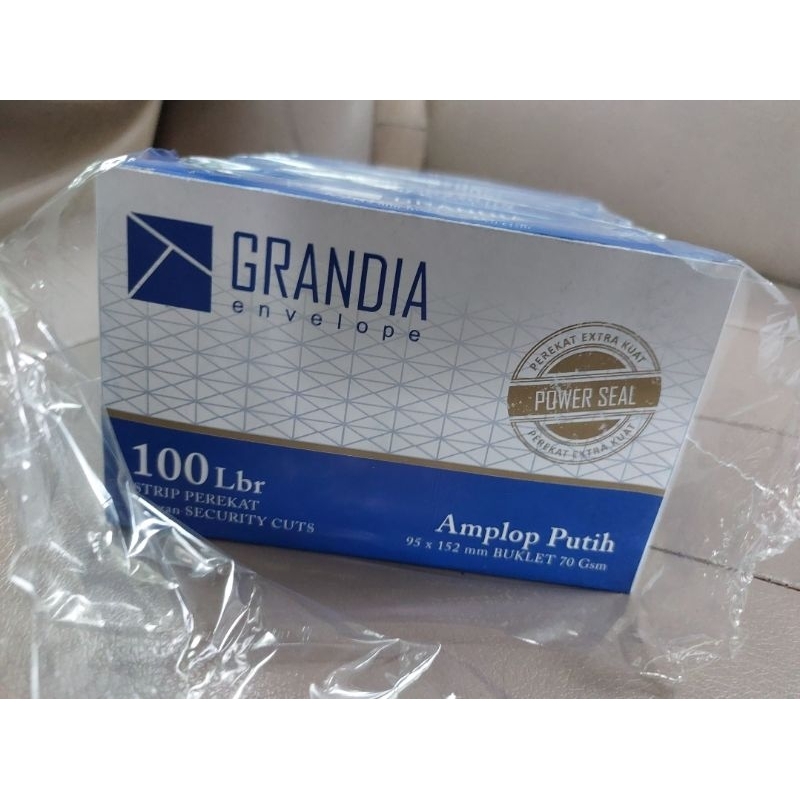 GRANDIA
envelope
PEREKAT EXTRA KUAT
POWER SEAL
PEREKAT EXTRA KUAT
100 Lbr
STRIP PEREKAT
SECURITY CUTS
Amplop Putih
95 x 152 mm BUKLET 70 Gsm